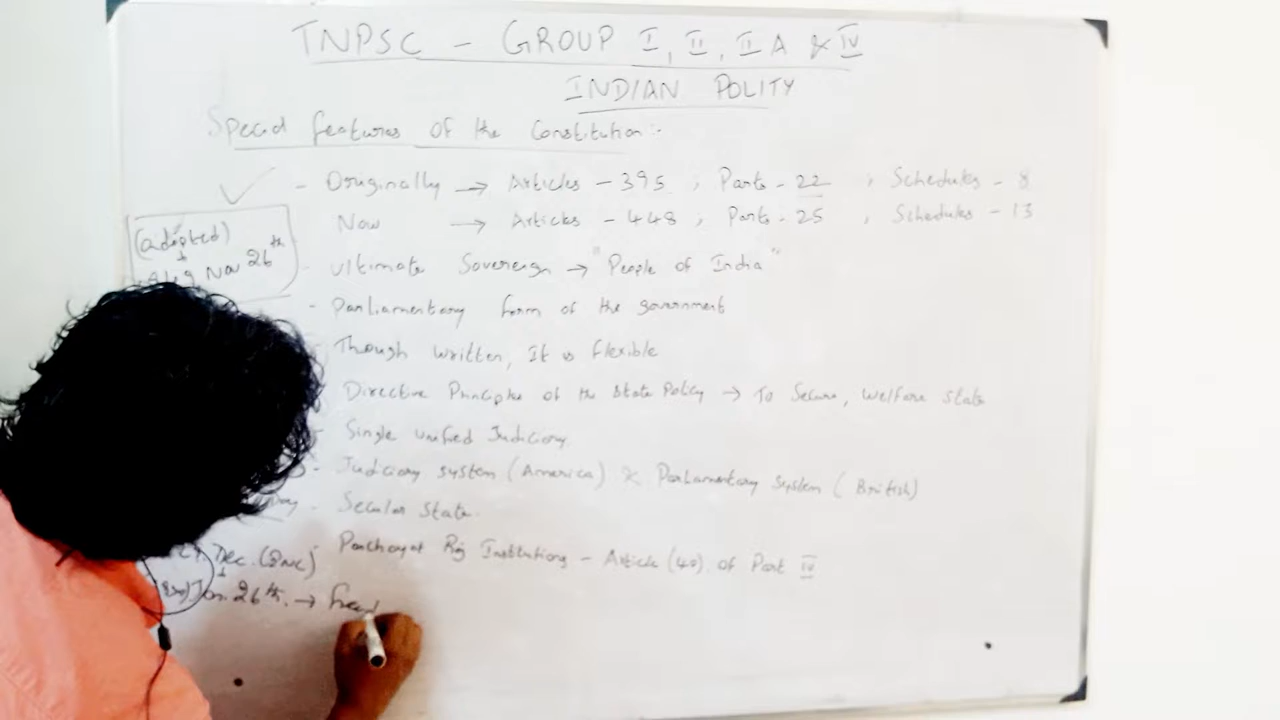 TNPSC - GROUP I, II, II A & IV
INDIAN POLITY
Special features of the Constitution:-
- Originally → Articles - 395 ; Parts - 22 ; Schedules - 8
Now → Articles - 448 ; Parts - 25 ; Schedules - 13
(adopted)
Nov 26th
- Ultimate Sovereign → "People of India"
- Parliamentary form of the government
Though written, It is flexible
Directive Principles of the State Policy → To Secure, Welfare state
Single unified Judiciary
- Judiciary system (America) & Parliamentary system (British)
- Secular State.
Panchayat Raj Institutions - Article (40) of Part IV
Dec.
Jan 26th. →